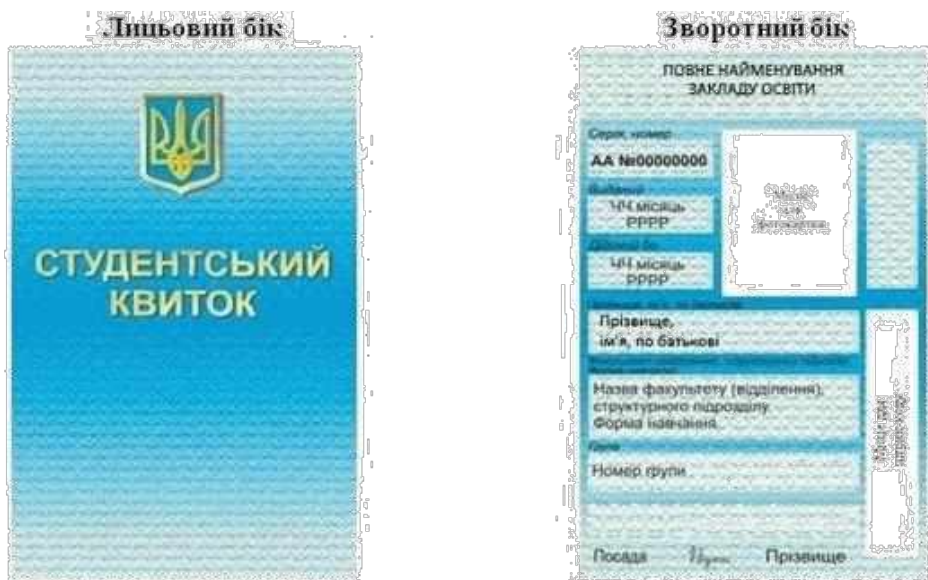 Лицьовий бік
СТУДЕНТСЬКИЙ
КВИТОК
Зворотний бік
ПОВНЕ НАЙМЕНУВАННЯ
ЗАКЛАДУ ОСВІТИ
Серія, номер
АА №00000000
Виданий
ЧЧ місяць
РРРР
Дійсний до
ЧЧ місяць
РРРР
Прізвище,
ім'я, по батькові
Назва факультету (відділення),
структурного підрозділу
Форма навчання
Група
Номер групи
Посада Прізвище